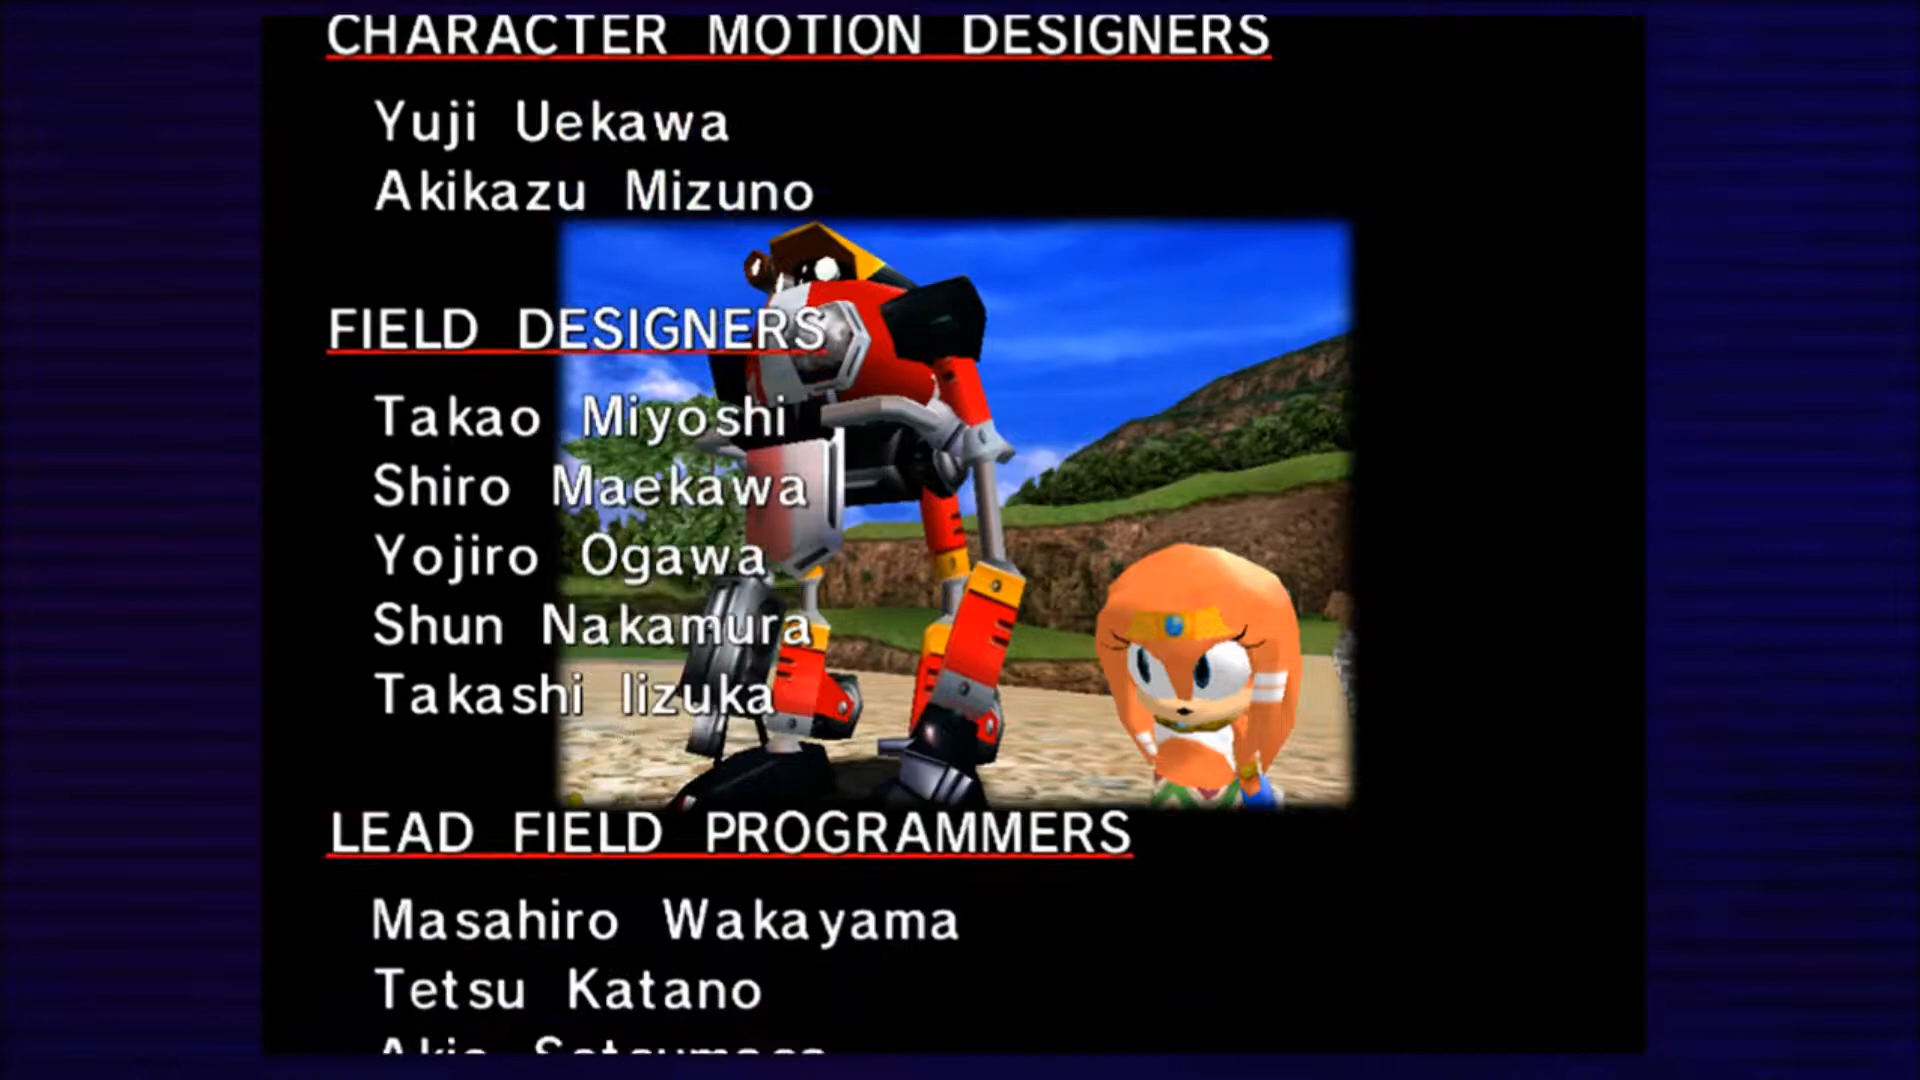 CHARACTER MOTION DESIGNERS
Yuji Uekawa
Akikazu Mizuno
FIELD DESIGNERS
Takao Miyoshi
Shiro Maekawa
Yojiro Ogawa
Shun Nakamura
Takashi Iizuka
LEAD FIELD PROGRAMMERS
Masahiro Wakayama
Tetsu Katano